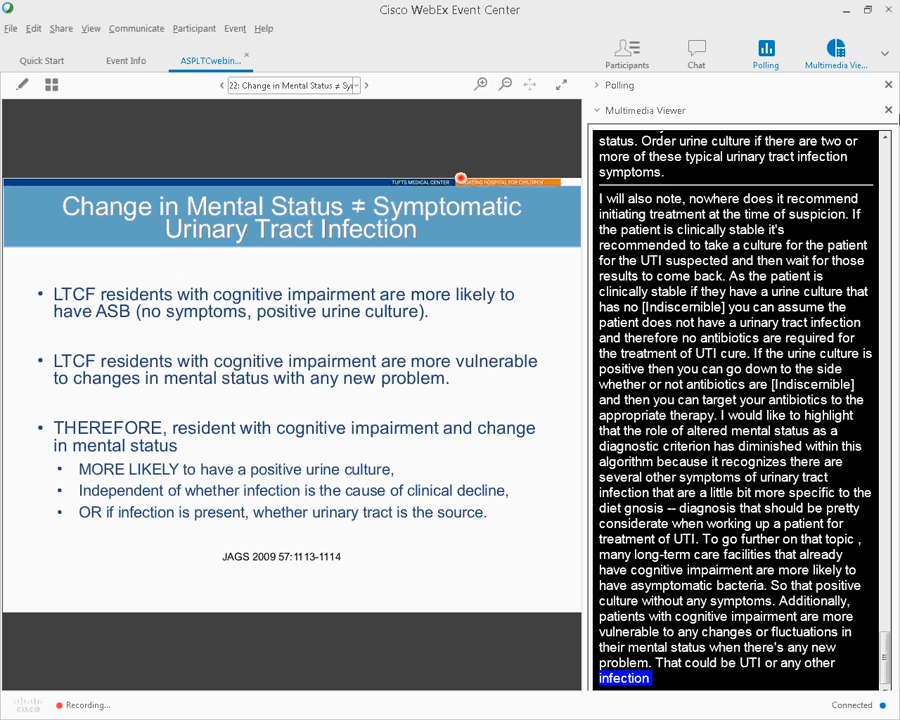 Cisco WebEx Event Center
File Edit Share View Communicate Participant Event Help
Quick Start Event Info ASPLTCwebin... Participants Chat Polling Multimedia Vie...
22: Change in Mental Status ≠ Sy
Polling
Multimedia Viewer
TUFTS MEDICAL CENTER FLOATING HOSPITAL FOR CHILDREN
Change in Mental Status ≠ Symptomatic
Urinary Tract Infection
• LTCF residents with cognitive impairment are more likely to
have ASB (no symptoms, positive urine culture).
• LTCF residents with cognitive impairment are more vulnerable
to changes in mental status with any new problem.
• THEREFORE, resident with cognitive impairment and change
in mental status
• MORE LIKELY to have a positive urine culture,
• Independent of whether infection is the cause of clinical decline,
• OR if infection is present, whether urinary tract is the source.
JAGS 2009 57:1113-1114
status. Order urine culture if there are two or
more of these typical urinary tract infection
symptoms.
I will also note, nowhere does it recommend
initiating treatment at the time of suspicion. If
the patient is clinically stable it's
recommended to take a culture for the patient
for the UTI suspected and then wait for those
results to come back. As the patient is
clinically stable if they have a urine culture that
has no [Indiscernible] you can assume the
patient does not have a urinary tract infection
and therefore no antibiotics are required for
the treatment of UTI cure. If the urine culture is
positive then you can go down to the side
whether or not antibiotics are [Indiscernible]
and then you can target your antibiotics to the
appropriate therapy. I would like to highlight
that the role of altered mental status as a
diagnostic criterion has diminished within this
algorithm because it recognizes there are
several other symptoms of urinary tract
infection that are a little bit more specific to the
diet gnosis -- diagnosis that should be pretty
considerate when working up a patient for
treatment of UTI. To go further on that topic ,
many long-term care facilities that already
have cognitive impairment are more likely to
have asymptomatic bacteria. So that positive
culture without any symptoms. Additionally,
patients with cognitive impairment are more
vulnerable to any changes or fluctuations in
their mental status when there's any new
problem. That could be UTI or any other
infection
cisco Recording... Connected